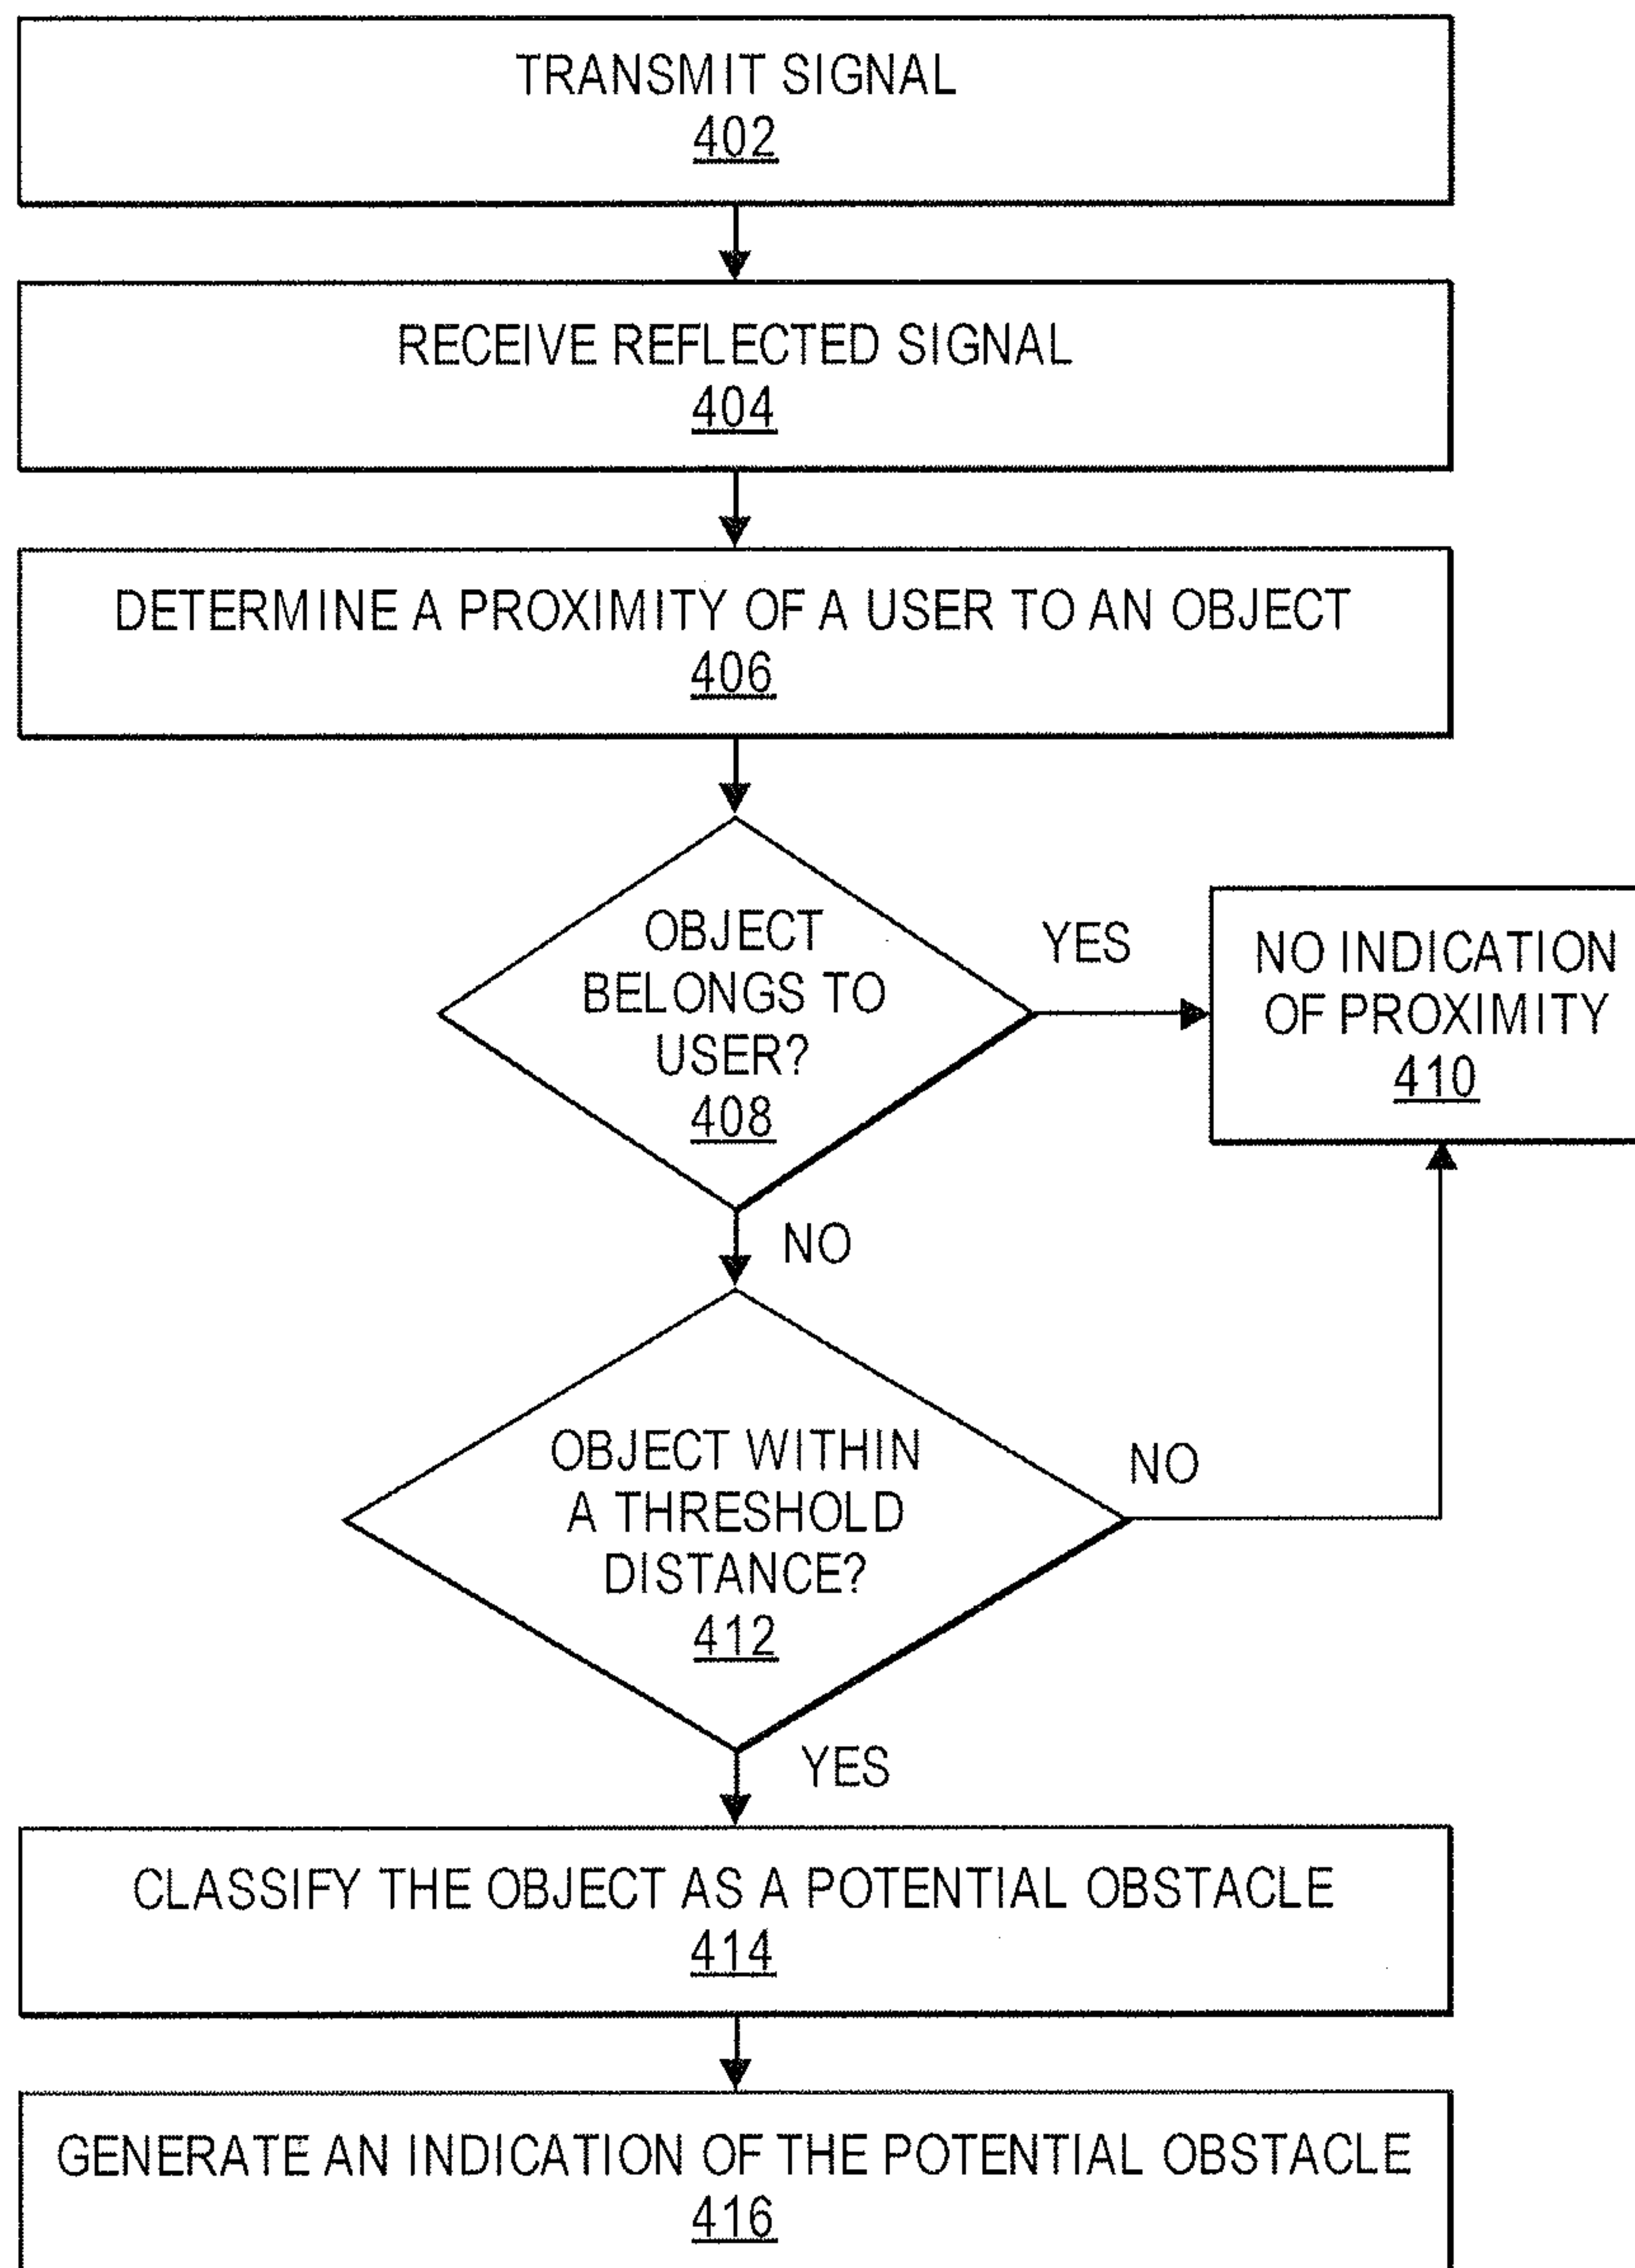 TRANSMIT SIGNAL
402
RECEIVE REFLECTED SIGNAL
404
DETERMINE A PROXIMITY OF A USER TO AN OBJECT
406
OBJECT
BELONGS TO
USER?
408
YES
NO INDICATION
OF PROXIMITY
410
NO
OBJECT WITHIN
A THRESHOLD
DISTANCE?
412
NO
YES
CLASSIFY THE OBJECT AS A POTENTIAL OBSTACLE
414
GENERATE AN INDICATION OF THE POTENTIAL OBSTACLE
416